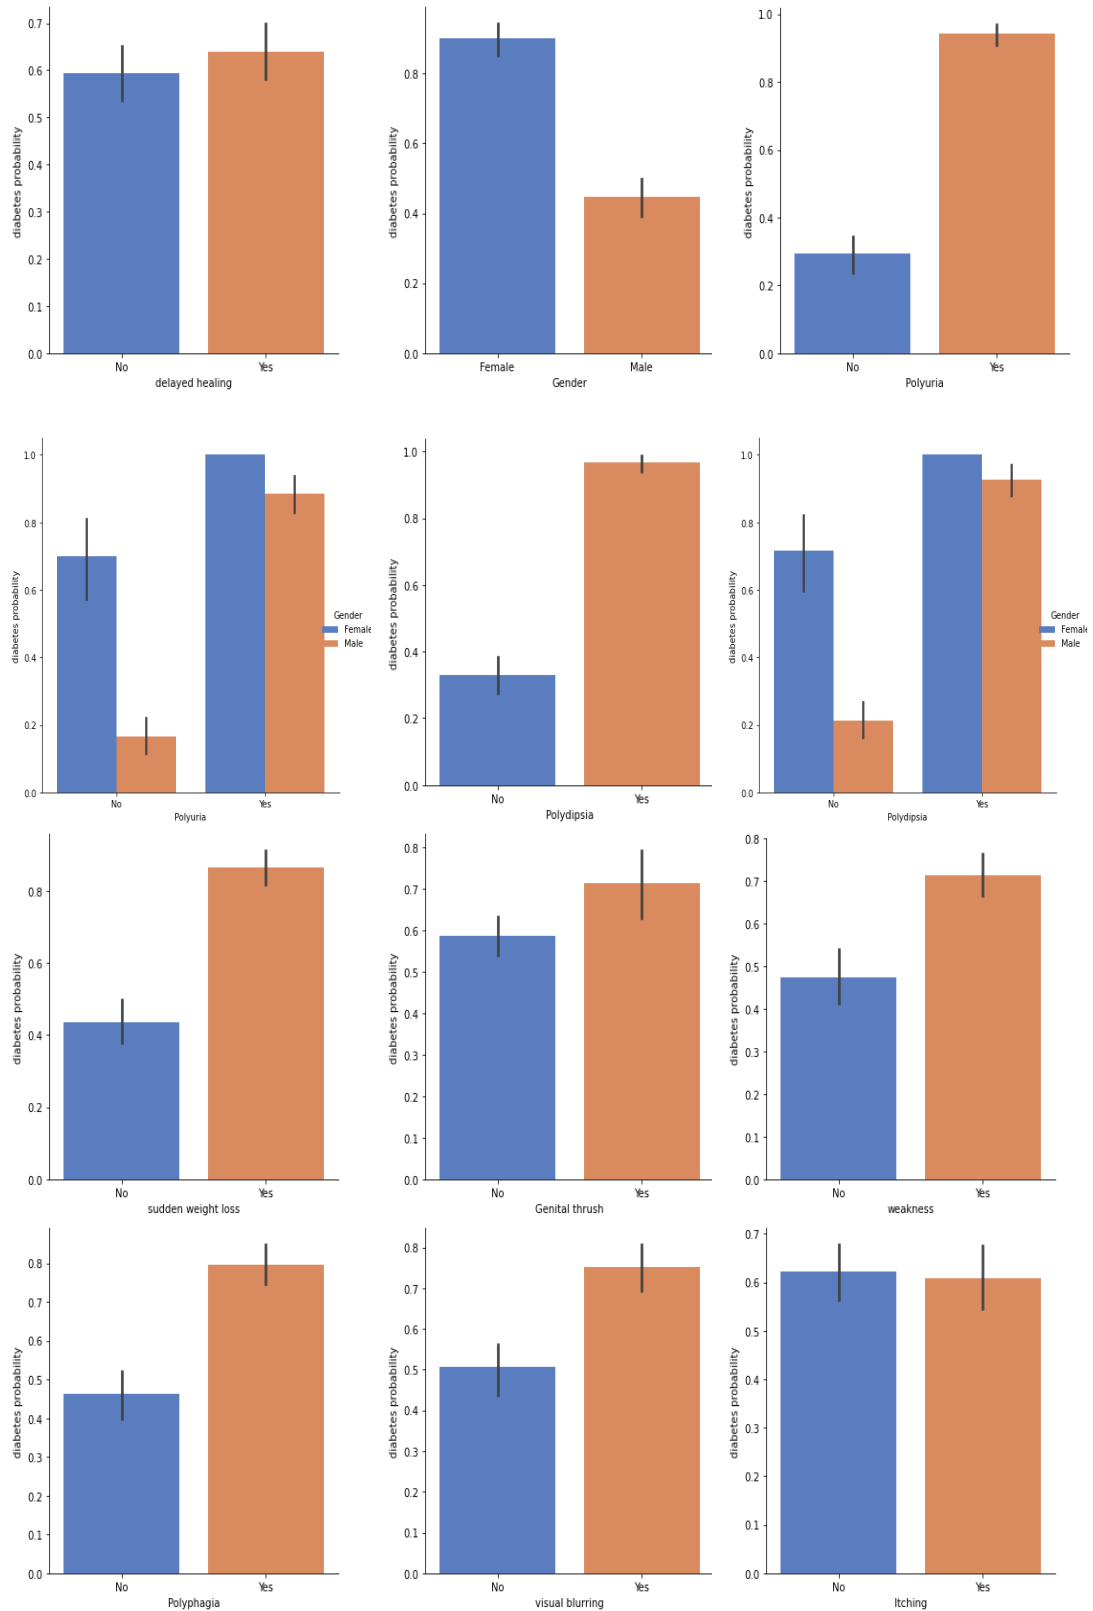 diabetes probability
0.7
0.6
0.5
0.4
0.3
0.2
0.1
0.0
No Yes
delayed healing
diabetes probability
0.8
0.6
0.4
0.2
0.0
Female Male
Gender
diabetes probability
1.0
0.8
0.6
0.4
0.2
0.0
No Yes
Polyuria
diabetes probability
1.0
0.8
0.6
0.4
0.2
0.0
No Yes
Polyuria
Gender
Female
Male
diabetes probability
1.0
0.9
0.8
0.7
0.6
0.5
0.4
0.3
0.2
0.1
0.0
No Yes
Polydipsia
diabetes probability
1.0
0.8
0.6
0.4
0.2
0.0
No Yes
Polydipsia
Gender
Female
Male
diabetes probability
0.8
0.6
0.4
0.2
0.0
No Yes
sudden weight loss
diabetes probability
0.8
0.7
0.6
0.5
0.4
0.3
0.2
0.1
0.0
No Yes
Genital thrush
diabetes probability
0.8
0.7
0.6
0.5
0.4
0.3
0.2
0.1
0.0
No Yes
weakness
diabetes probability
0.8
0.7
0.6
0.5
0.4
0.3
0.2
0.1
0.0
No Yes
Polyphagia
diabetes probability
0.8
0.7
0.6
0.5
0.4
0.3
0.2
0.1
0.0
No Yes
visual blurring
diabetes probability
0.7
0.6
0.5
0.4
0.3
0.2
0.1
0.0
No Yes
Itching